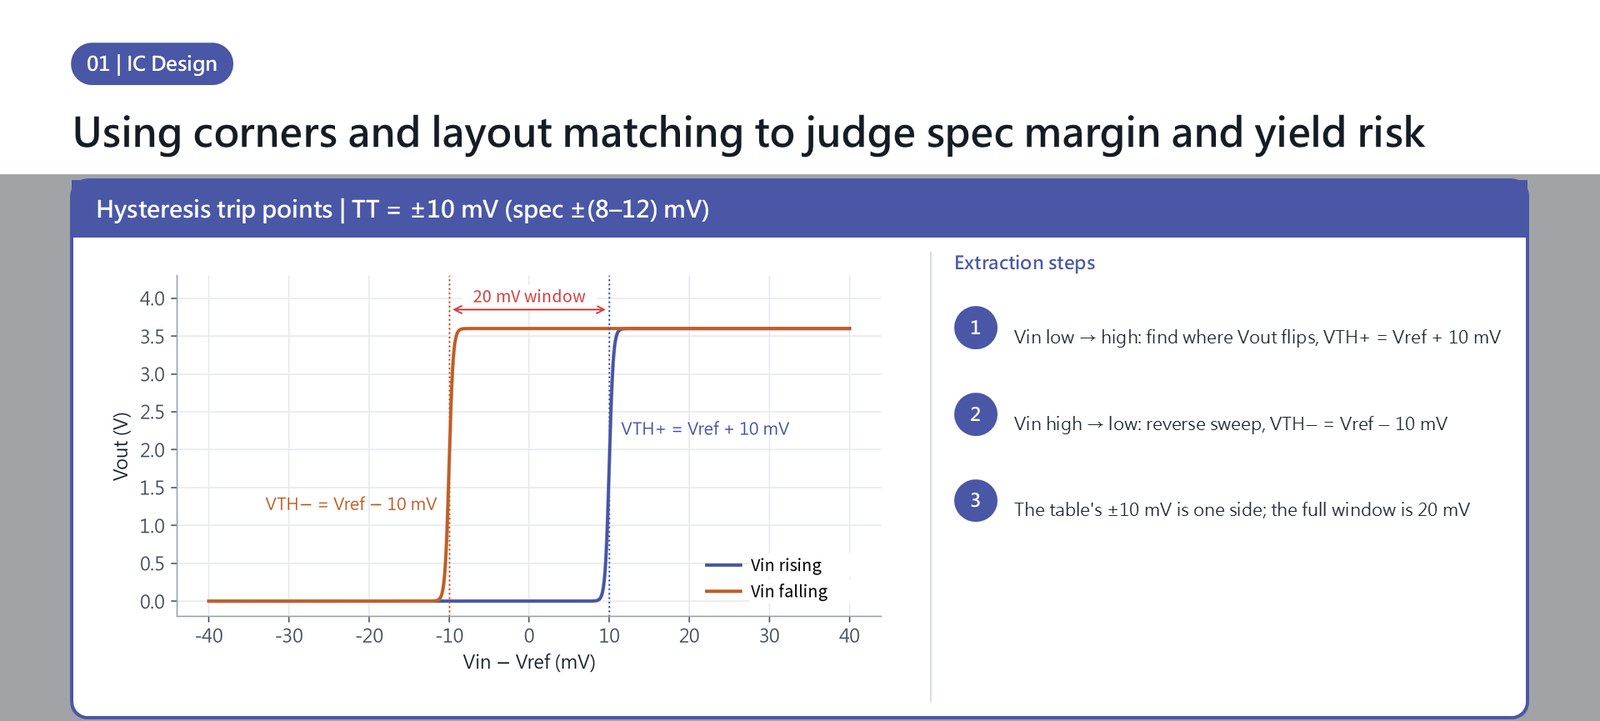 01 | IC Design
Using corners and layout matching to judge spec margin and yield risk
Hysteresis trip points | TT = ±10 mV (spec ±(8–12) mV)
4.0
3.5
3.0
2.5
2.0
1.5
1.0
0.5
0.0
Vout (V)
20 mV window
VTH+ = Vref + 10 mV
VTH− = Vref − 10 mV
Vin rising
Vin falling
-40 -30 -20 -10 0 10 20 30 40
Vin − Vref (mV)
Extraction steps
1 Vin low → high: find where Vout flips, VTH+ = Vref + 10 mV
2 Vin high → low: reverse sweep, VTH− = Vref − 10 mV
3 The table's ±10 mV is one side; the full window is 20 mV